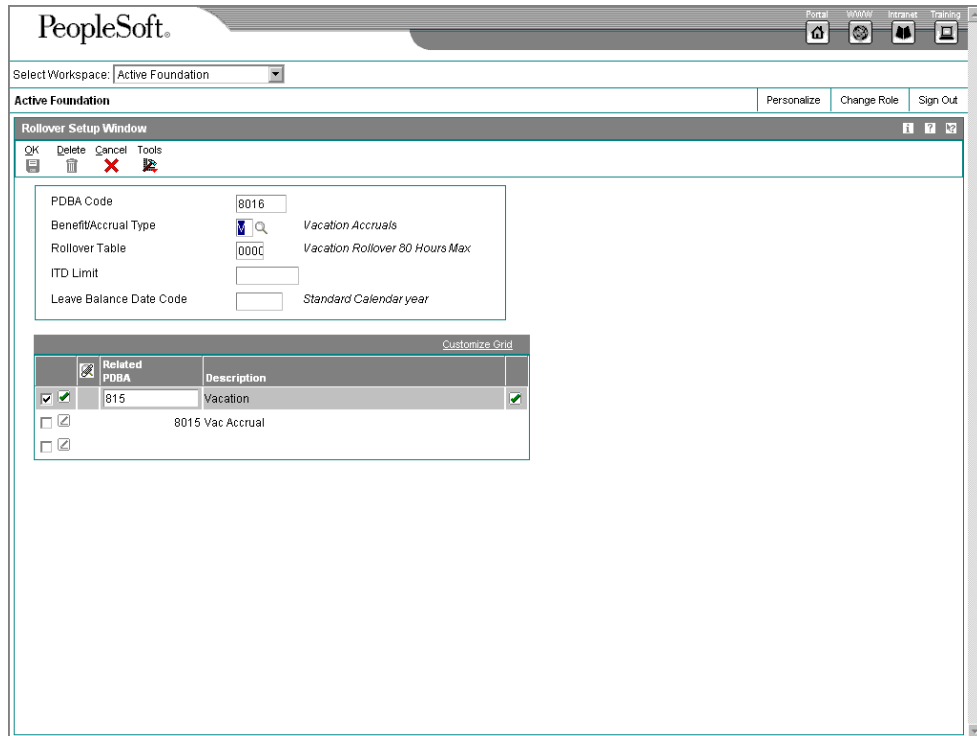 PeopleSoft®
Portal WWW Intranet Training
Select Workspace: Active Foundation
Active Foundation Personalize Change Role Sign Out
Rollover Setup Window
OK Delete Cancel Tools
PDBA Code 8016
Benefit/Accrual Type V Vacation Accruals
Rollover Table 000 Vacation Rollover 80 Hours Max
ITD Limit
Leave Balance Date Code Standard Calendar year
Customize Grid
Related PDBA Description
815 Vacation
8015 Vac Accrual